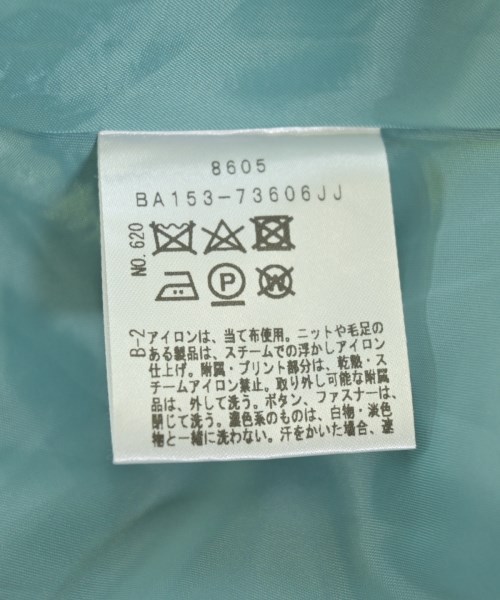 8605
BA153-73606JJ
NO.620
P
W
B-2
アイロンは、当て布使用。ニットや毛足の
ある製品は、スチームでの浮かしアイロン
仕上げ。附属・プリント部分は、乾熱・ス
チームアイロン禁止。取り外し可能な附属
品は、外して洗う。ボタン、ファスナーは、
閉じて洗う。濃色系のものは、白物・淡色
物と一緒に洗わない。汗をかいた場合、速